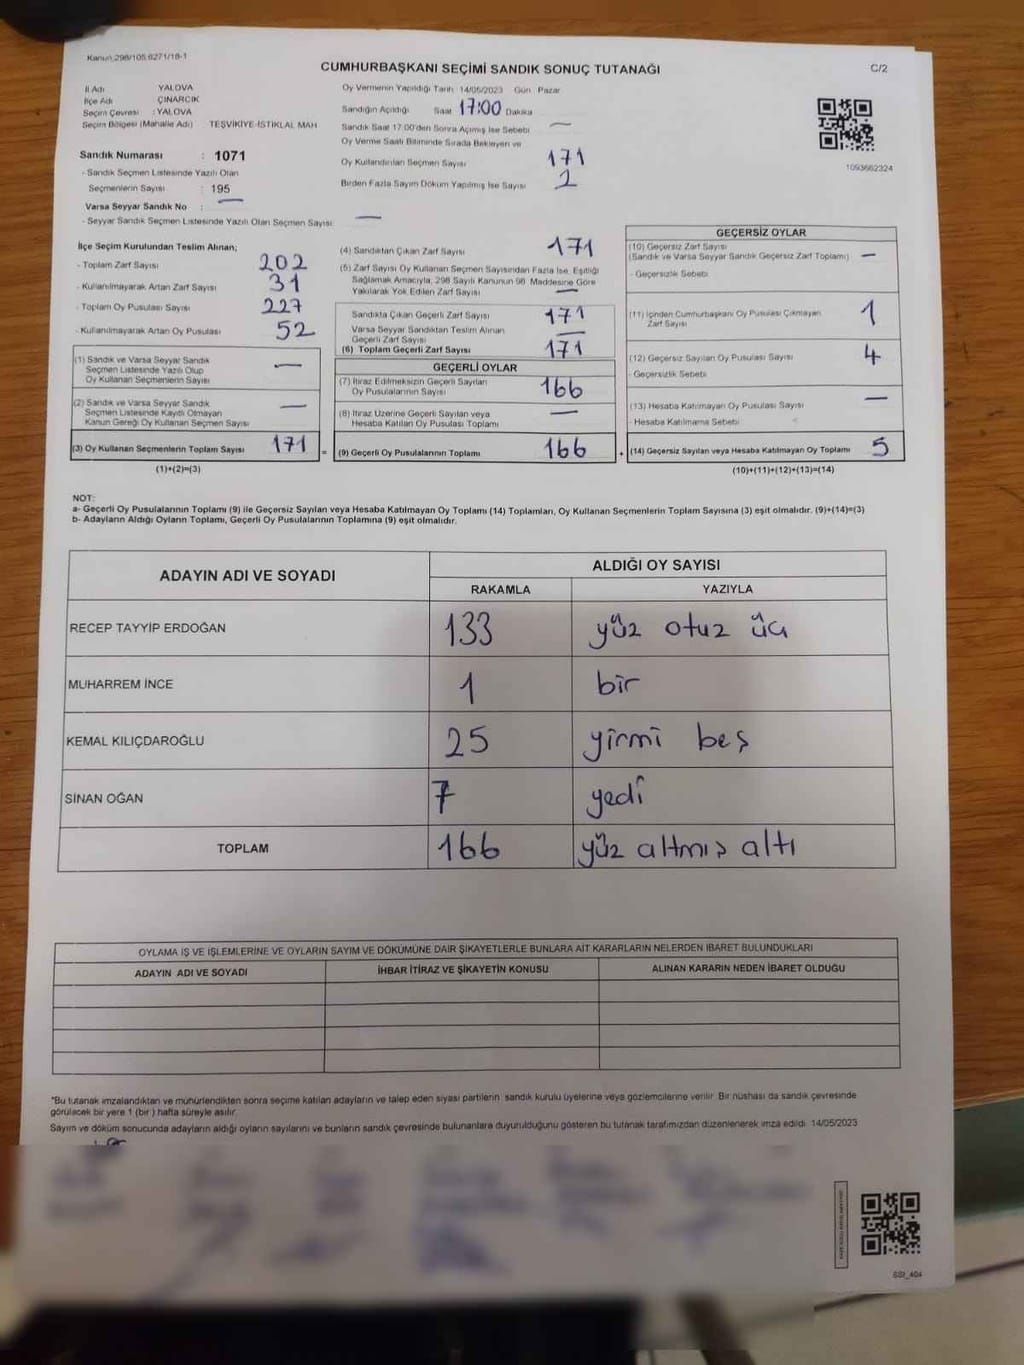 Kanun 298/105,6271/18-1
CUMHURBAŞKANI SEÇİMİ SANDIK SONUÇ TUTANAĞI
C/2
İl Adı YALOVA
İlçe Adı ÇINARCIK
Seçim Çevresi : YALOVA
Seçim Bölgesi (Mahalle Adı) TEŞVİKİYE-İSTİKLAL MAH
Sandık Numarası : 1071
- Sandık Seçmen Listesinde Yazılı Olan
Seçmenlerin Sayısı : 195
Varsa Seyyar Sandık No : —
- Seyyar Sandık Seçmen Listesinde Yazılı Olan Seçmen Sayısı: —
Oy Vermenin Yapıldığı Tarih 14/05/2023 Gün Pazar
Sandığın Açıldığı Saat 17:00 Dakika
Sandık Saat 17:00'den Sonra Açılmış İse Sebebi —
Oy Verme Saati Bitiminde Sırada Bekleyen ve
Oy Kullandırılan Seçmen Sayısı 171
Birden Fazla Sayım Döküm Yapılmış İse Sayısı 2
1093662324
İlçe Seçim Kurulundan Teslim Alınan;
- Toplam Zarf Sayısı 202
- Kullanılmayarak Artan Zarf Sayısı 31
- Toplam Oy Pusulası Sayısı 227
- Kullanılmayarak Artan Oy Pusulası 52
(1) Sandık ve Varsa Seyyar Sandık
Seçmen Listesinde Yazılı Olup
Oy Kullanan Seçmenlerin Sayısı —
(2) Sandık ve Varsa Seyyar Sandık
Seçmen Listesinde Kayıtlı Olmayan
Kanun Gereği Oy Kullanan Seçmen Sayısı —
(3) Oy Kullanan Seçmenlerin Toplam Sayısı 171 =
(1)+(2)=(3)
(4) Sandıktan Çıkan Zarf Sayısı 171
(5) Zarf Sayısı Oy Kullanan Seçmen Sayısından Fazla İse, Eşitliği
Sağlamak Amacıyla, 298 Sayılı Kanunun 98. Maddesine Göre
Yakılarak Yok Edilen Zarf Sayısı —
Sandıkta Çıkan Geçerli Zarf Sayısı 171
Varsa Seyyar Sandıktan Teslim Alınan
Geçerli Zarf Sayısı —
(6) Toplam Geçerli Zarf Sayısı 171
GEÇERLİ OYLAR
(7) İtiraz Edilmeksizin Geçerli Sayılan
Oy Pusulalarının Sayısı 166
(8) İtiraz Üzerine Geçerli Sayılan veya
Hesaba Katılan Oy Pusulası Toplamı —
(9) Geçerli Oy Pusulalarının Toplamı 166 +
GEÇERSİZ OYLAR
(10) Geçersiz Zarf Sayısı
(Sandık ve Varsa Seyyar Sandık Geçersiz Zarf Toplamı) —
- Geçersizlik Sebebi
(11) İçinden Cumhurbaşkanı Oy Pusulası Çıkmayan
Zarf Sayısı 1
(12) Geçersiz Sayılan Oy Pusulası Sayısı 4
- Geçersizlik Sebebi
(13) Hesaba Katılmayan Oy Pusulası Sayısı —
- Hesaba Katılmama Sebebi
(14) Geçersiz Sayılan veya Hesaba Katılmayan Oy Toplamı 5
(10)+(11)+(12)+(13)=(14)
NOT:
a- Geçerli Oy Pusulalarının Toplamı (9) ile Geçersiz Sayılan veya Hesaba Katılmayan Oy Toplamı (14) Toplamları, Oy Kullanan Seçmenlerin Toplam Sayısına (3) eşit olmalıdır. (9)+(14)=(3)
b- Adayların Aldığı Oyların Toplamı, Geçerli Oy Pusulalarının Toplamına (9) eşit olmalıdır.
ADAYIN ADI VE SOYADI ALDIĞI OY SAYISI
RAKAMLA YAZIYLA
RECEP TAYYİP ERDOĞAN 133 yüz otuz üç
MUHARREM İNCE 1 bir
KEMAL KILIÇDAROĞLU 25 yirmi beş
SİNAN OĞAN 7 yedi
TOPLAM 166 yüz altmış altı
OYLAMA İŞ VE İŞLEMLERİNE VE OYLARIN SAYIM VE DÖKÜMÜNE DAİR ŞİKAYETLERLE BUNLARA AİT KARARLARIN NELERDEN İBARET BULUNDUKLARI
ADAYIN ADI VE SOYADI İHBAR İTİRAZ VE ŞİKAYETİN KONUSU ALINAN KARARIN NEDEN İBARET OLDUĞU
"Bu tutanak imzalandıktan ve mühürlendikten sonra seçime katılan adayların ve talep eden siyasi partilerin sandık kurulu üyelerine veya gözlemcilerine verilir. Bir nüshası da sandık çevresinde
görülecek bir yere 1 (bir) hafta süreyle asılır.
Sayım ve döküm sonucunda adayların aldığı oyların sayılarını ve bunların sandık çevresinde bulunanlara duyurulduğunu gösteren bu tutanak tarafımızdan düzenlenerek imza edildi. 14/05/2023
SSI_404